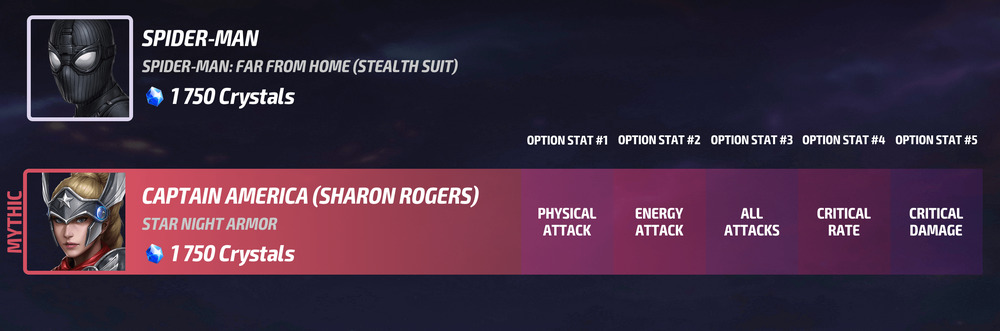 SPIDER-MAN
SPIDER-MAN: FAR FROM HOME (STEALTH SUIT)
1 750 Crystals
OPTION STAT #1 OPTION STAT #2 OPTION STAT #3 OPTION STAT #4 OPTION STAT #5
MYTHIC
CAPTAIN AMERICA (SHARON ROGERS)
STAR NIGHT ARMOR
1 750 Crystals
PHYSICAL ENERGY ALL CRITICAL CRITICAL
ATTACK ATTACK ATTACKS RATE DAMAGE